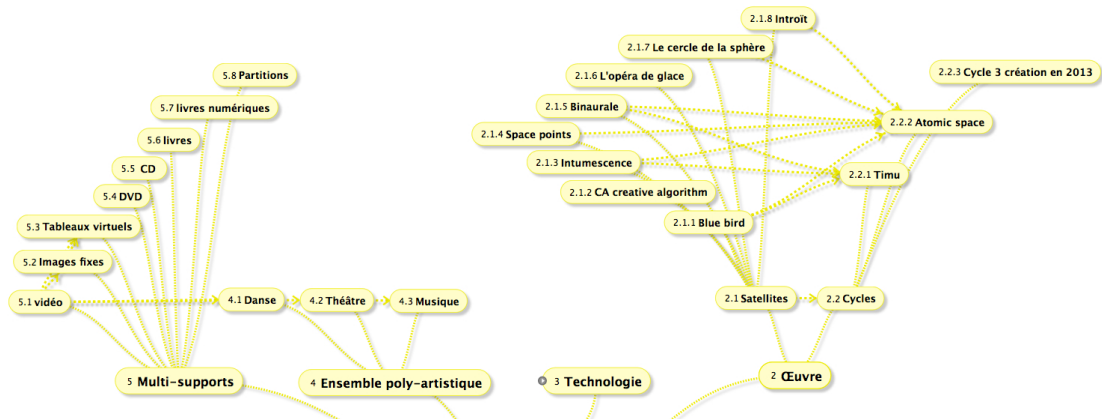 2.1.8 Introït
2.1.7 Le cercle de la sphère
2.1.6 L'opéra de glace
2.2.3 Cycle 3 création en 2013
5.8 Partitions
5.7 livres numériques
2.1.5 Binaurale
2.2.2 Atomic space
2.1.4 Space points
5.6 livres
2.1.3 Intumescence
5.5 CD
2.2.1 Timu
2.1.2 CA creative algorithm
5.4 DVD
2.1.1 Blue bird
5.3 Tableaux virtuels
5.2 Images fixes
5.1 vidéo
4.1 Danse
4.2 Théâtre
4.3 Musique
2.1 Satellites
2.2 Cycles
5 Multi-supports
4 Ensemble poly-artistique
3 Technologie
2 Œuvre